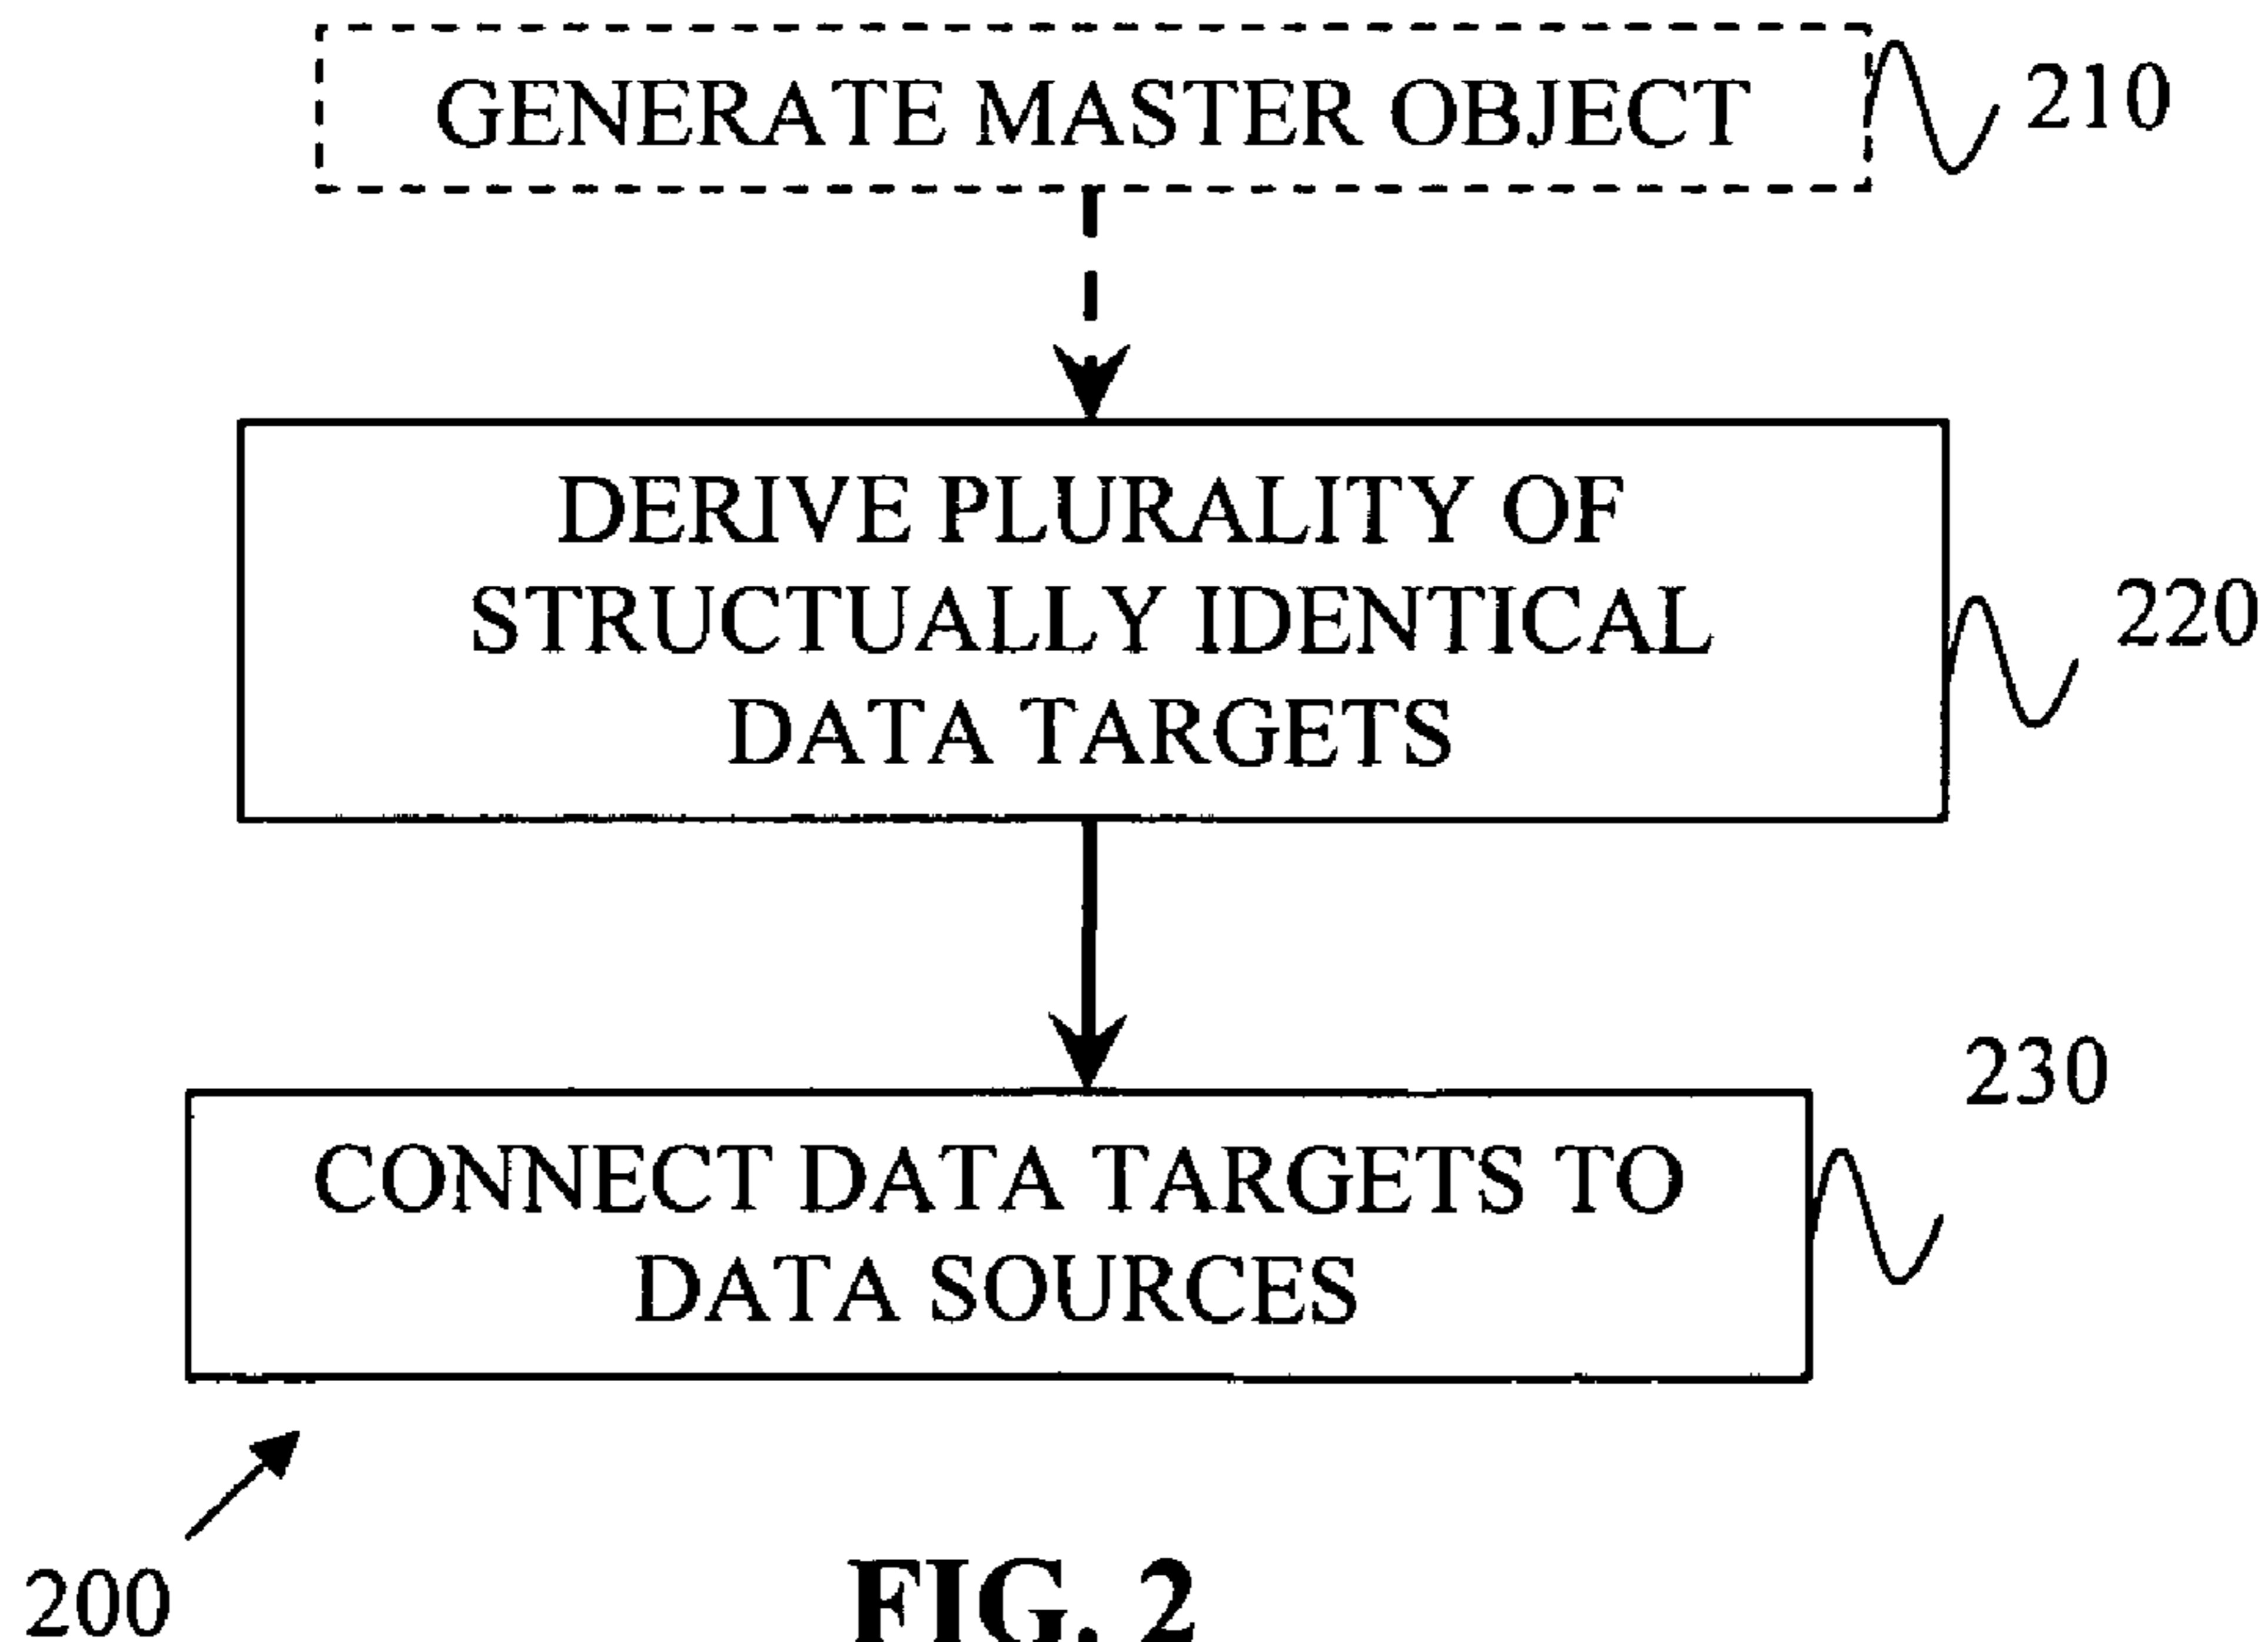 GENERATE MASTER OBJECT
210
DERIVE PLURALITY OF
STRUCTUALLY IDENTICAL
DATA TARGETS
220
230
CONNECT DATA TARGETS TO
DATA SOURCES
200
FIG. 2